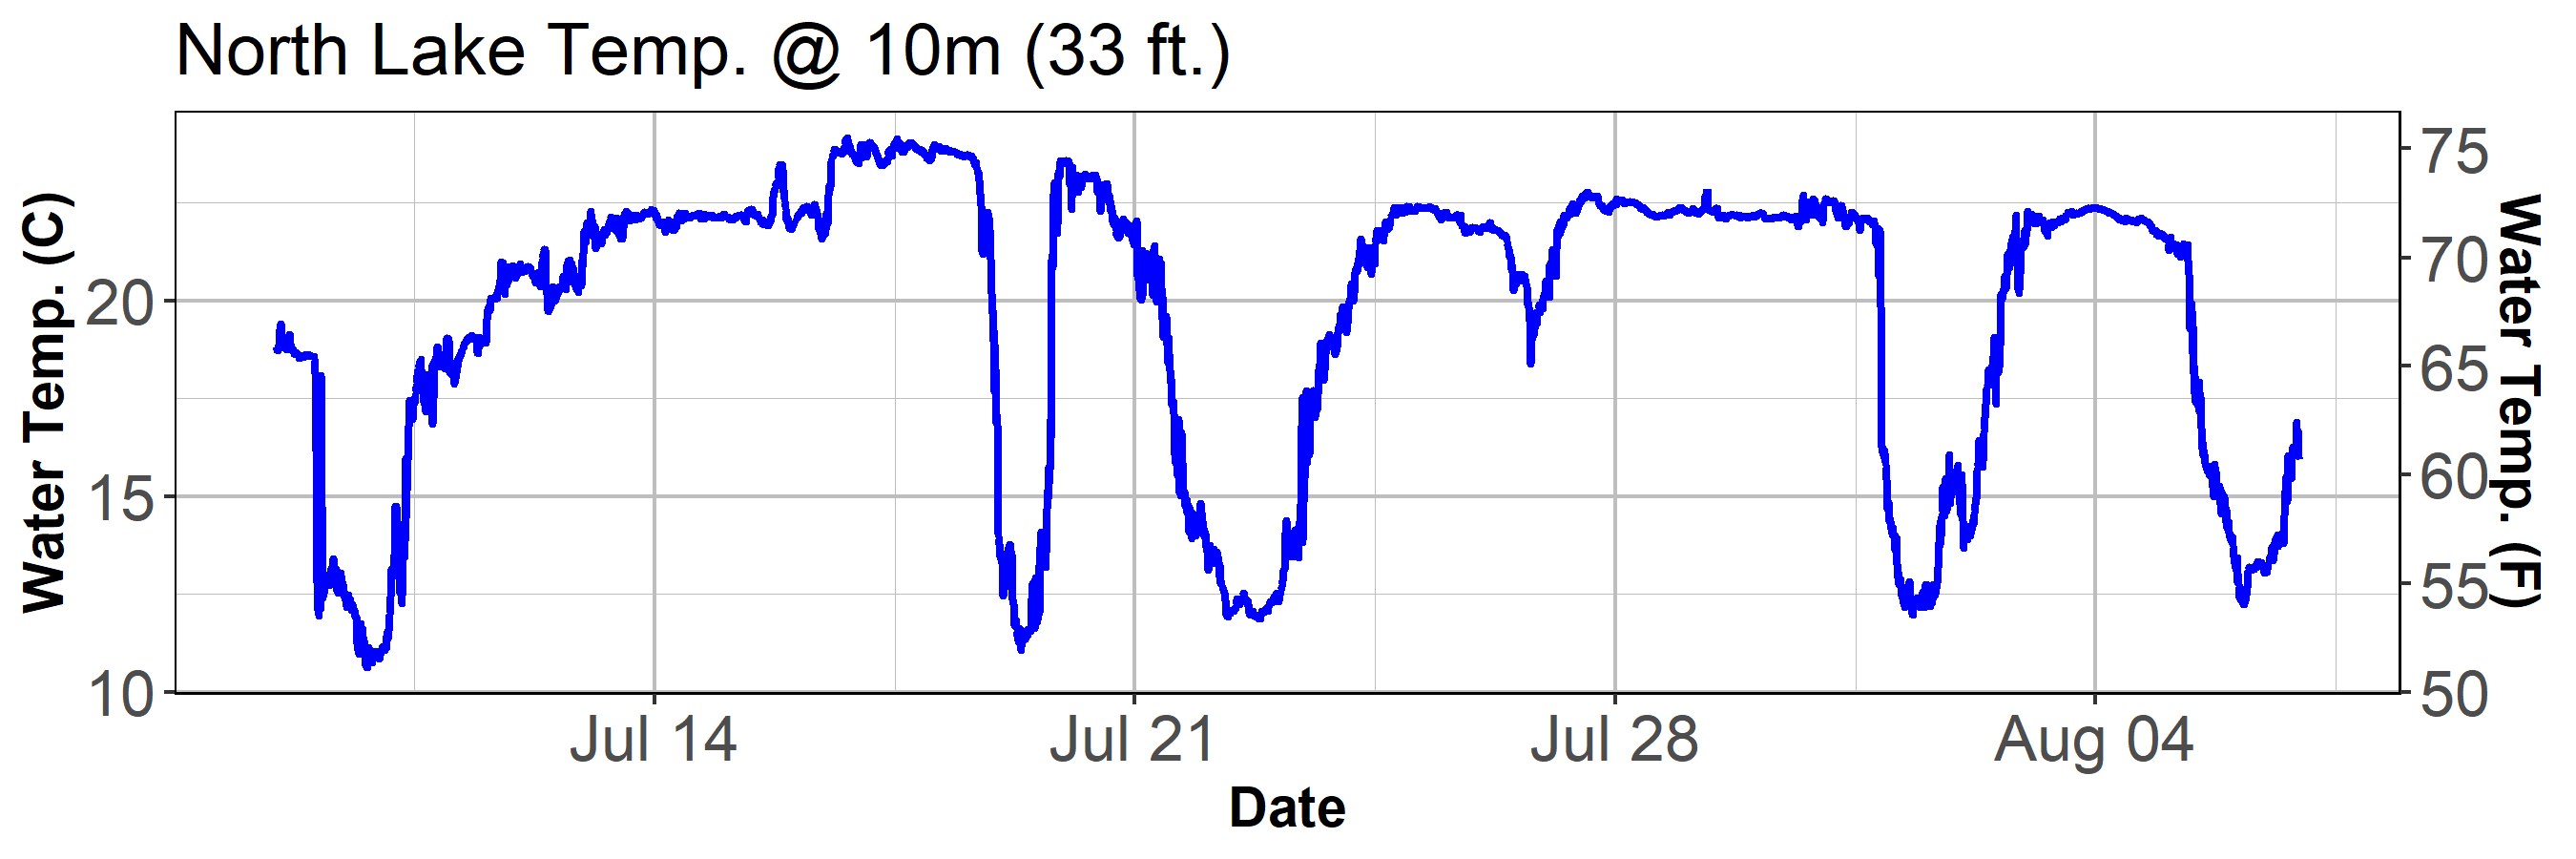 North Lake Temp. @ 10m (33 ft.)
Water Temp. (C)
20
15
10
75
70
65
60
55
50
Water Temp. (F)
Jul 14
Jul 21
Jul 28
Aug 04
Date